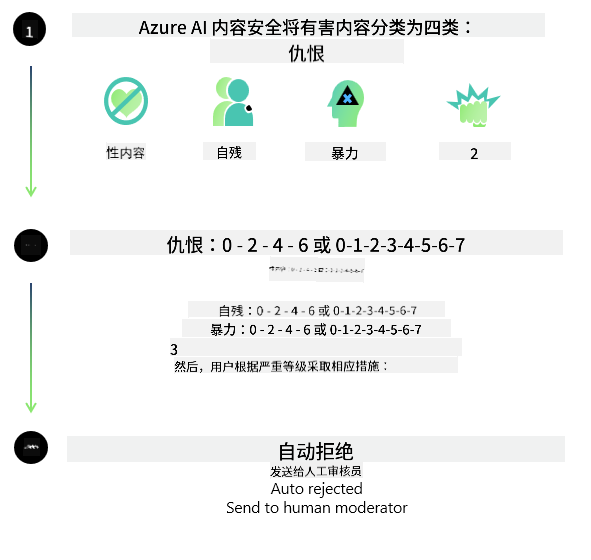 1
Azure AI 内容安全将有害内容分类为四类：
仇恨
性内容
自残
暴力
2
仇恨：0 - 2 - 4 - 6 或 0-1-2-3-4-5-6-7
自残：0 - 2 - 4 - 6 或 0-1-2-3-4-5-6-7
暴力：0 - 2 - 4 - 6 或 0-1-2-3-4-5-6-7
3
然后，用户根据严重等级采取相应措施：
自动拒绝
发送给人工审核员
Auto rejected
Send to human moderator